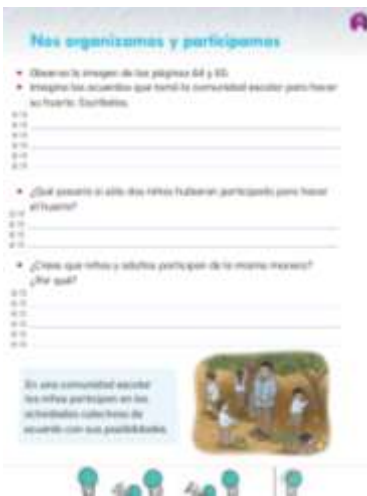 Nos organizamos y participamos
• Observa la imagen de las páginas 64 y 65.
• Imagina los acuerdos que tomó la comunidad escolar para hacer
su huerto. Escríbelos.
• ¿Qué pasaría si sólo dos niños hubieran participado para hacer
el huerto?
• ¿Crees que niños y adultos participan de la misma manera?
¿Por qué?
En una comunidad escolar
los niños participan en las
actividades colectivas de
acuerdo con sus posibilidades.